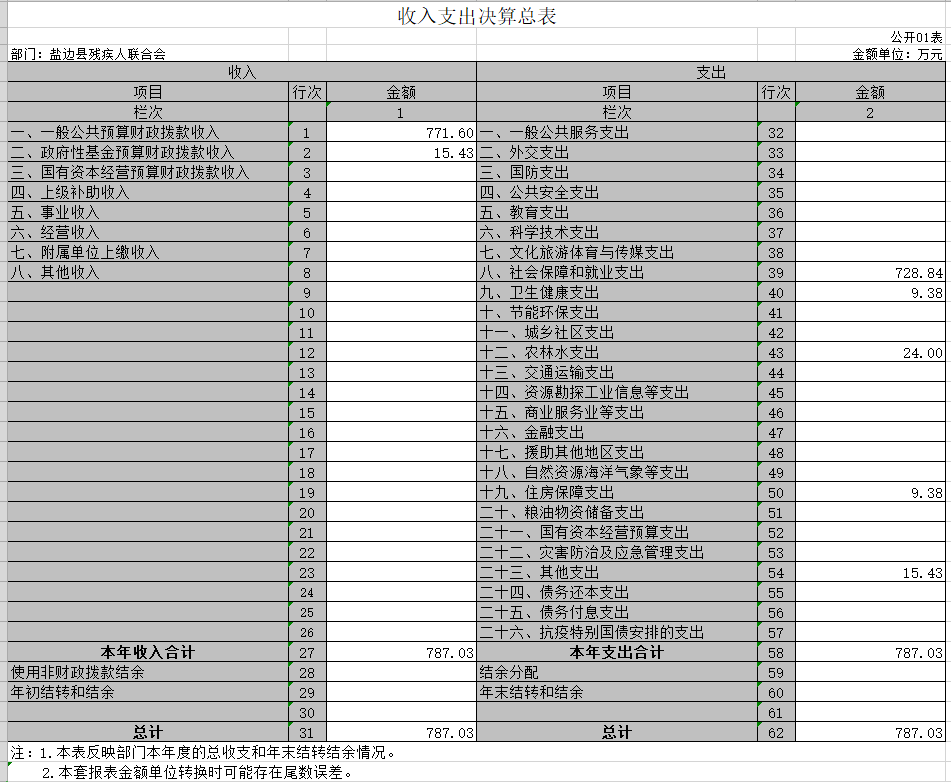 收入支出决算总表
公开01表
部门：盐边县残疾人联合会 金额单位：万元
收入 支出
项目 行次 金额 项目 行次 金额
栏次 1 栏次 2
一、一般公共预算财政拨款收入 1 771.60 一、一般公共服务支出 32
二、政府性基金预算财政拨款收入 2 15.43 二、外交支出 33
三、国有资本经营预算财政拨款收入 3 三、国防支出 34
四、上级补助收入 4 四、公共安全支出 35
五、事业收入 5 五、教育支出 36
六、经营收入 6 六、科学技术支出 37
七、附属单位上缴收入 7 七、文化旅游体育与传媒支出 38
八、其他收入 8 八、社会保障和就业支出 39 728.84
9 九、卫生健康支出 40 9.38
10 十、节能环保支出 41
11 十一、城乡社区支出 42
12 十二、农林水支出 43 24.00
13 十三、交通运输支出 44
14 十四、资源勘探工业信息等支出 45
15 十五、商业服务业等支出 46
16 十六、金融支出 47
17 十七、援助其他地区支出 48
18 十八、自然资源海洋气象等支出 49
19 十九、住房保障支出 50 9.38
20 二十、粮油物资储备支出 51
21 二十一、国有资本经营预算支出 52
22 二十二、灾害防治及应急管理支出 53
23 二十三、其他支出 54 15.43
24 二十四、债务还本支出 55
25 二十五、债务付息支出 56
26 二十六、抗疫特别国债安排的支出 57
本年收入合计 27 787.03 本年支出合计 58 787.03
使用非财政拨款结余 28 结余分配 59
年初结转和结余 29 年末结转和结余 60
30 61
总计 31 787.03 总计 62 787.03
注：1.本表反映部门本年度的总收支和年末结转结余情况。
2.本套报表金额单位转换时可能存在尾数误差。